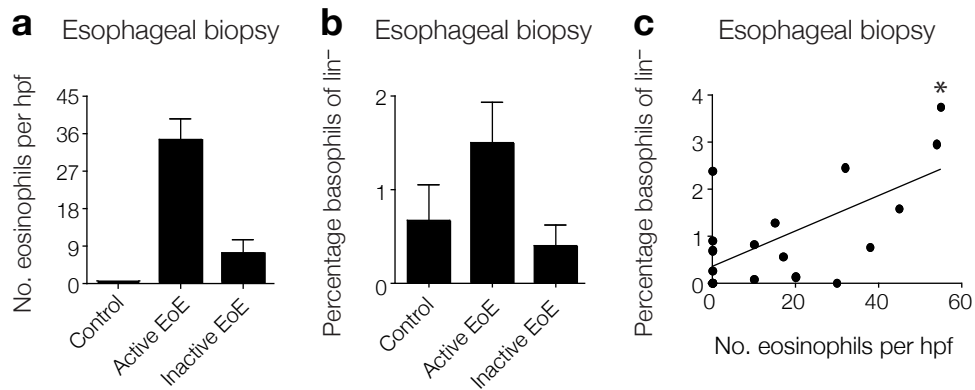 a Esophageal biopsy
No. eosinophils per hpf
45
36
27
18
9
0
Control
Active EoE
Inactive EoE
b Esophageal biopsy
Percentage basophils of lin⁻
2
1
0
Control
Active EoE
Inactive EoE
c Esophageal biopsy
Percentage basophils of lin⁻
4
3
2
1
0
*
0 20 40 60
No. eosinophils per hpf